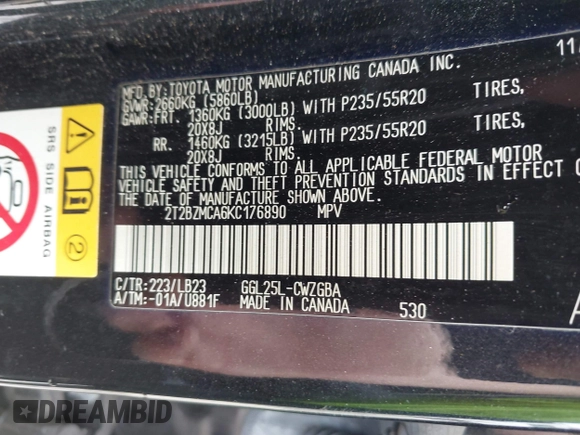 11
MFD. BY: TOYOTA MOTOR MANUFACTURING CANADA INC.
GVWR: 2660KG (5860LB)
GAWR: FRT. 1360KG (3000LB) WITH P235/55R20 TIRES,
20X8J RIMS.
RR. 1460KG (3215LB) WITH P235/55R20 TIRES,
20X8J RIMS.
THIS VEHICLE CONFORMS TO ALL APPLICABLE FEDERAL MOTOR
VEHICLE SAFETY AND THEFT PREVENTION STANDARDS IN EFFECT
THE DATE OF MANUFACTURE SHOWN ABOVE.
2T2BZMCA6KC176890 MPV
C/TR: 223/LB23 GGL25L-CWZGBA
A/TM: -01A/U881F MADE IN CANADA 530
SRS SIDE AIRBAG
2
DREAMBID